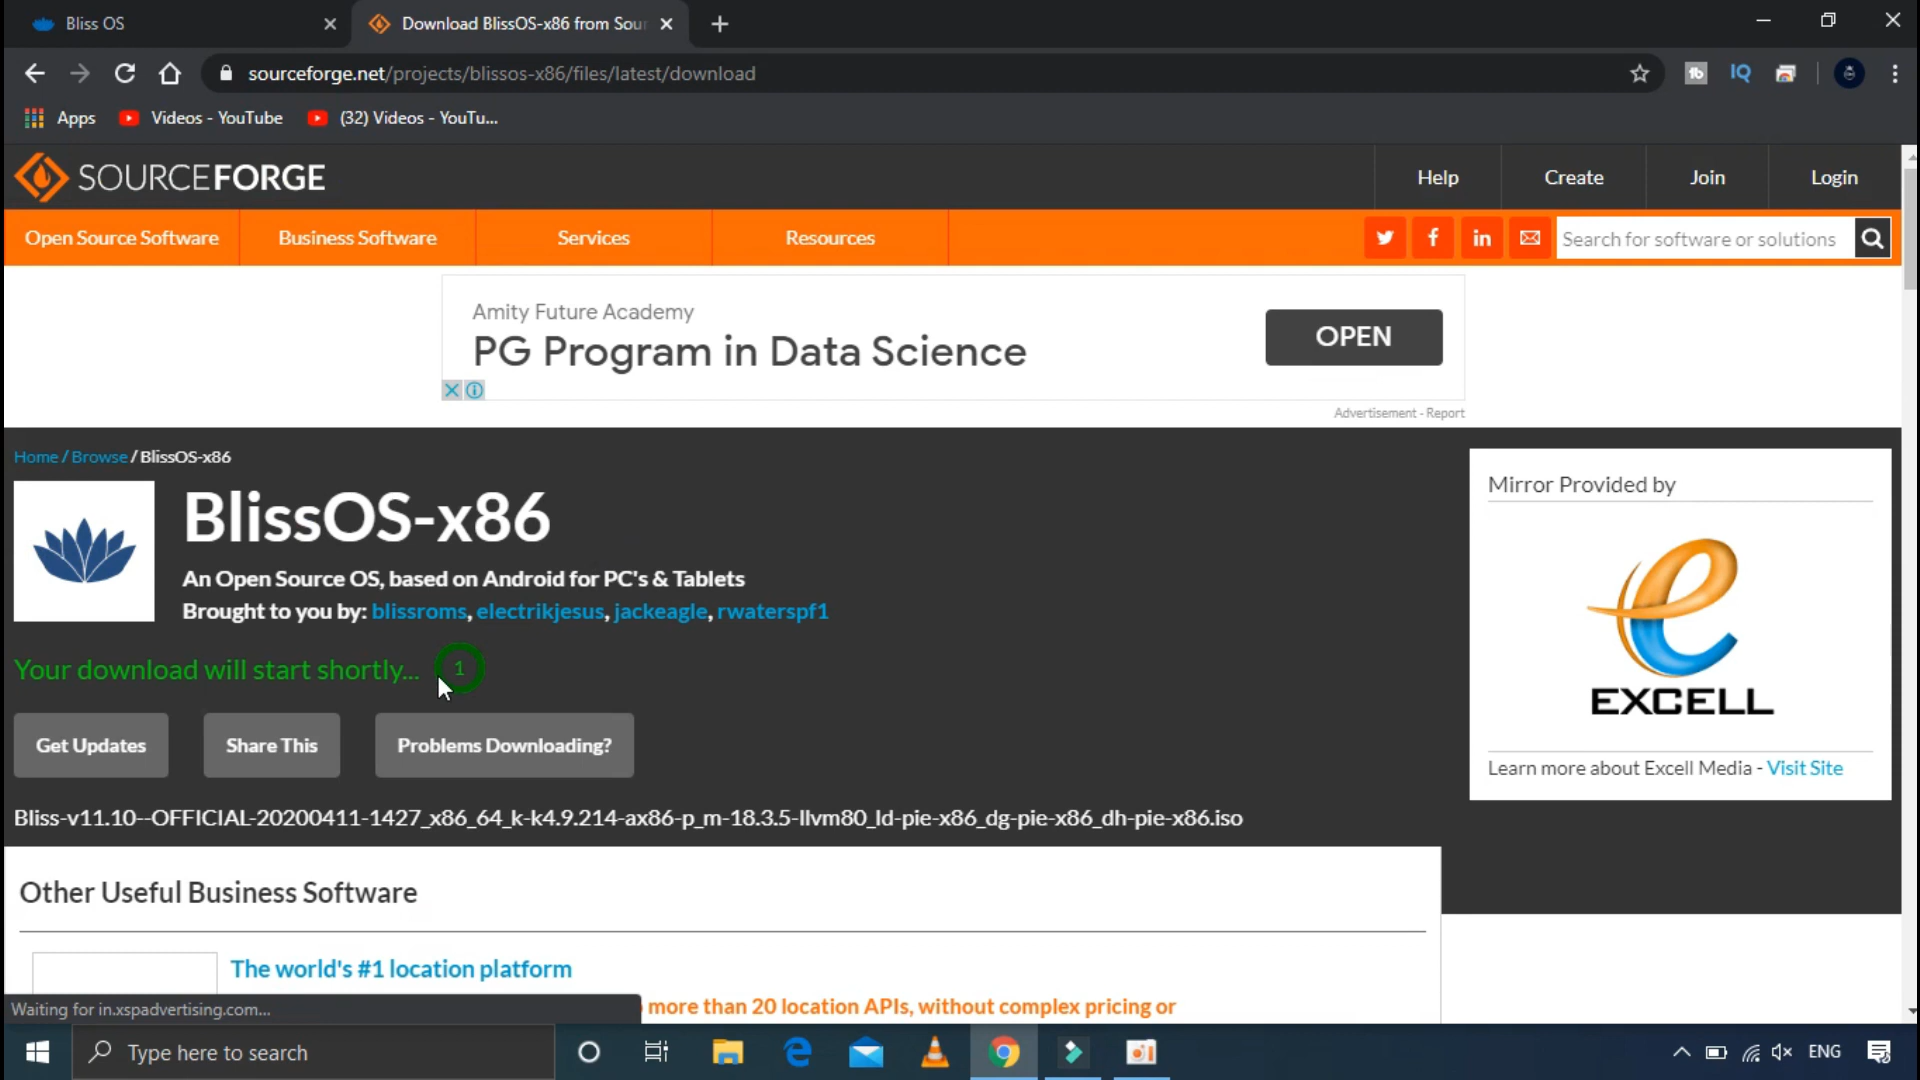 Bliss OS
Download BlissOS-x86 from Sou
sourceforge.net/projects/blissos-x86/files/latest/download
Apps
Videos - YouTube
(32) Videos - YouTu...
SOURCEFORGE
Help
Create
Join
Login
Open Source Software
Business Software
Services
Resources
Search for software or solutions
Amity Future Academy
PG Program in Data Science
OPEN
Advertisement - Report
Home / Browse / BlissOS-x86
BlissOS-x86
An Open Source OS, based on Android for PC's & Tablets
Brought to you by: blissroms, electrikjesus, jackeagle, rwaterspf1
Your download will start shortly... 1
Get Updates
Share This
Problems Downloading?
Bliss-v11.10--OFFICIAL-20200411-1427_x86_64_k-k4.9.214-ax86-p_m-18.3.5-llvm80_ld-pie-x86_dg-pie-x86_dh-pie-x86.iso
Mirror Provided by
EXCELL
Learn more about Excell Media - Visit Site
Other Useful Business Software
The world's #1 location platform
more than 20 location APIs, without complex pricing or
Waiting for in.xspadvertising.com...
Type here to search
ENG